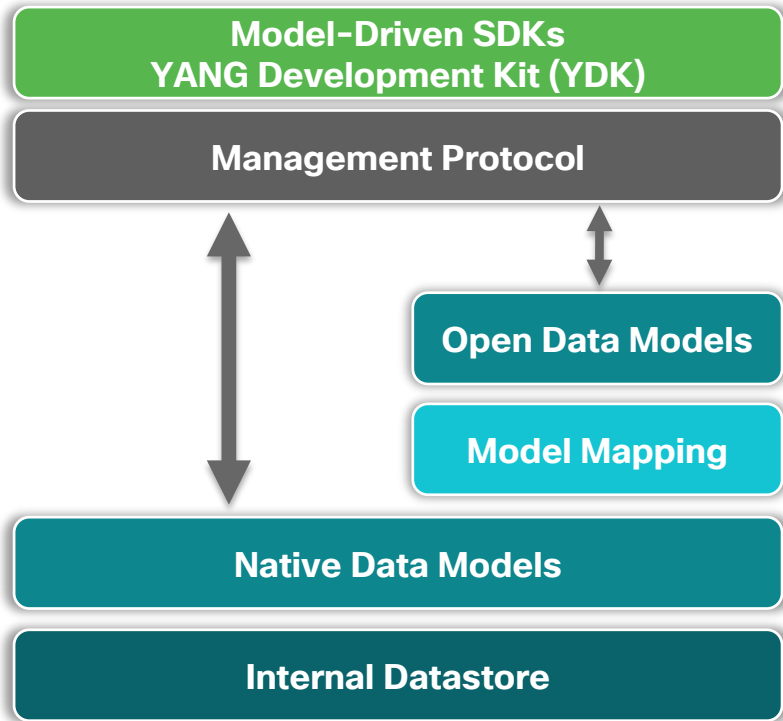 Model-Driven SDKs
YANG Development Kit (YDK)
Management Protocol
Open Data Models
Model Mapping
Native Data Models
Internal Datastore